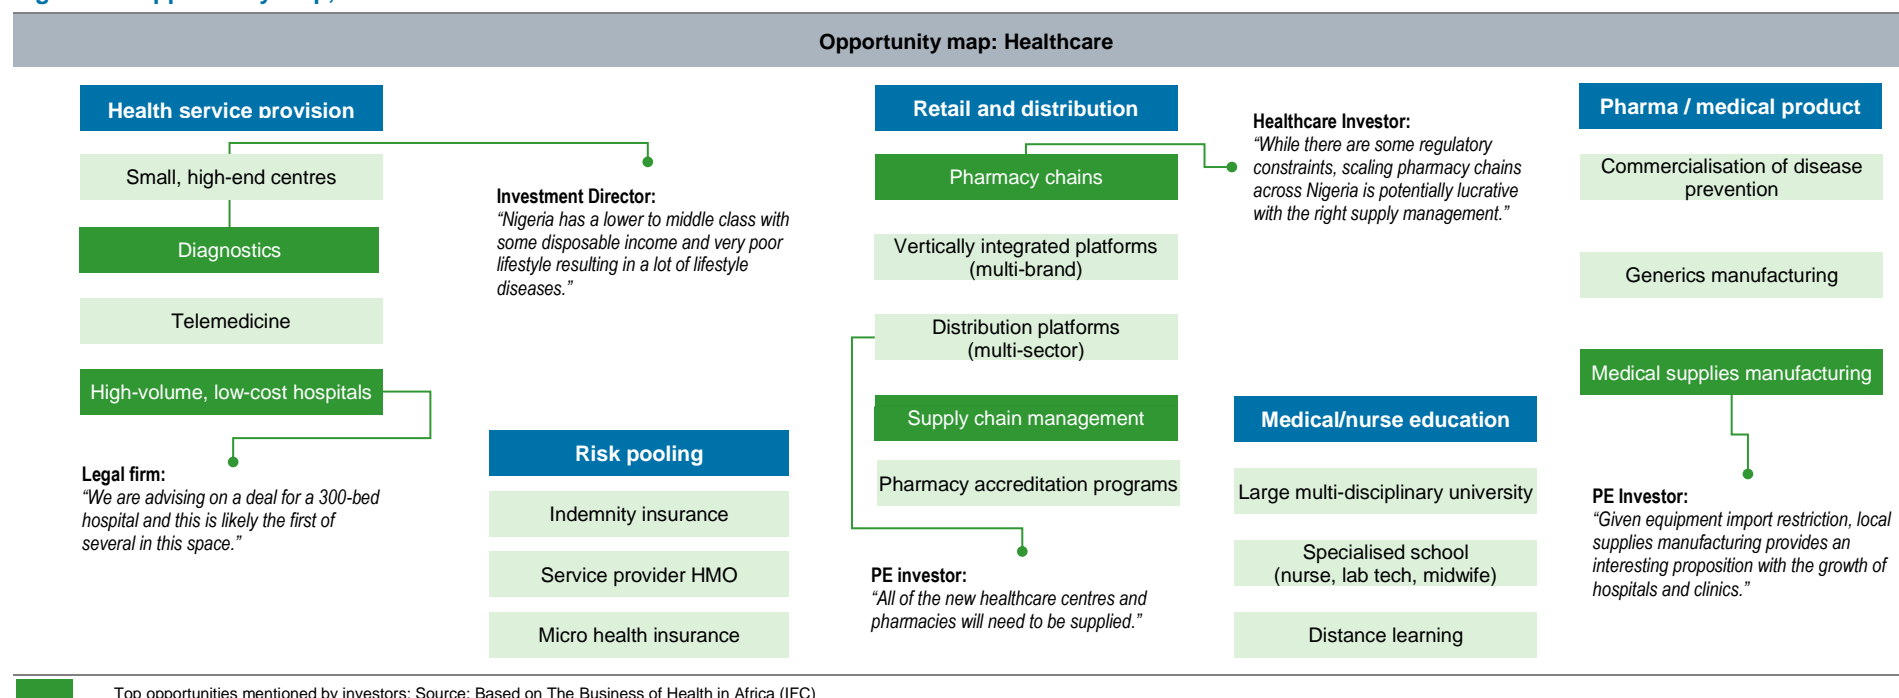 Opportunity map: Healthcare
Health service provision
Small, high-end centres
Diagnostics
Telemedicine
High-volume, low-cost hospitals
Legal firm:
“We are advising on a deal for a 300-bed
hospital and this is likely the first of
several in this space.”
Investment Director:
“Nigeria has a lower to middle class with
some disposable income and very poor
lifestyle resulting in a lot of lifestyle
diseases.”
Risk pooling
Indemnity insurance
Service provider HMO
Micro health insurance
Retail and distribution
Pharmacy chains
Vertically integrated platforms
(multi-brand)
Distribution platforms
(multi-sector)
Supply chain management
Pharmacy accreditation programs
PE investor:
“All of the new healthcare centres and
pharmacies will need to be supplied.”
Healthcare Investor:
“While there are some regulatory
constraints, scaling pharmacy chains
across Nigeria is potentially lucrative
with the right supply management.”
Medical/nurse education
Large multi-disciplinary university
Specialised school
(nurse, lab tech, midwife)
Distance learning
Pharma / medical product
Commercialisation of disease
prevention
Generics manufacturing
Medical supplies manufacturing
PE Investor:
“Given equipment import restriction, local
supplies manufacturing provides an
interesting proposition with the growth of
hospitals and clinics.”
Top opportunities mentioned by investors; Source: Based on The Business of Health in Africa (IFC)